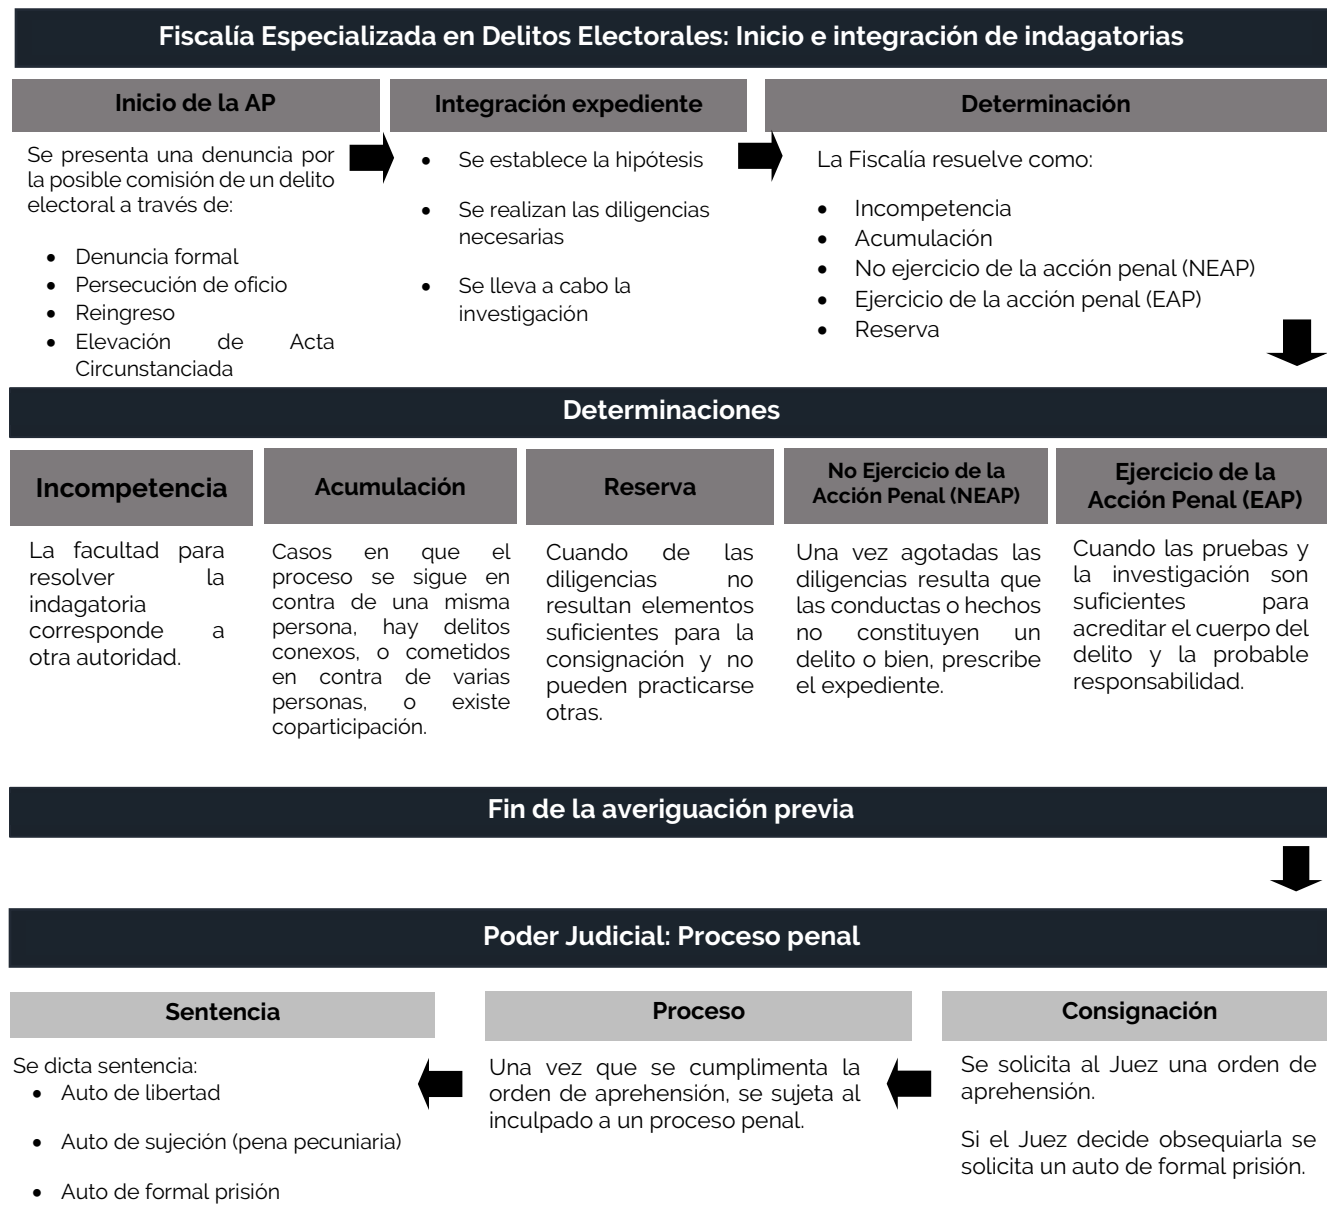 Fiscalía Especializada en Delitos Electorales: Inicio e integración de indagatorias
Inicio de la AP
Se presenta una denuncia por
la posible comisión de un delito
electoral a través de:
• Denuncia formal
• Persecución de oficio
• Reingreso
• Elevación de Acta
Circunstanciada
Integración expediente
• Se establece la hipótesis
• Se realizan las diligencias
necesarias
• Se lleva a cabo la
investigación
Determinación
La Fiscalía resuelve como:
• Incompetencia
• Acumulación
• No ejercicio de la acción penal (NEAP)
• Ejercicio de la acción penal (EAP)
• Reserva
Determinaciones
Incompetencia
La facultad para
resolver la
indagatoria
corresponde a
otra autoridad.
Acumulación
Casos en que el
proceso se sigue en
contra de una misma
persona, hay delitos
conexos, o cometidos
en contra de varias
personas, o existe
coparticipación.
Reserva
Cuando de las
diligencias no
resultan elementos
suficientes para la
consignación y no
pueden practicarse
otras.
No Ejercicio de la
Acción Penal (NEAP)
Una vez agotadas las
diligencias resulta que
las conductas o hechos
no constituyen un
delito o bien, prescribe
el expediente.
Ejercicio de la
Acción Penal (EAP)
Cuando las pruebas y
la investigación son
suficientes para
acreditar el cuerpo del
delito y la probable
responsabilidad.
Fin de la averiguación previa
Poder Judicial: Proceso penal
Sentencia
Se dicta sentencia:
• Auto de libertad
• Auto de sujeción (pena pecuniaria)
• Auto de formal prisión
Proceso
Una vez que se cumplimenta la
orden de aprehensión, se sujeta al
inculpado a un proceso penal.
Consignación
Se solicita al Juez una orden de
aprehensión.
Si el Juez decide obsequiarla se
solicita un auto de formal prisión.